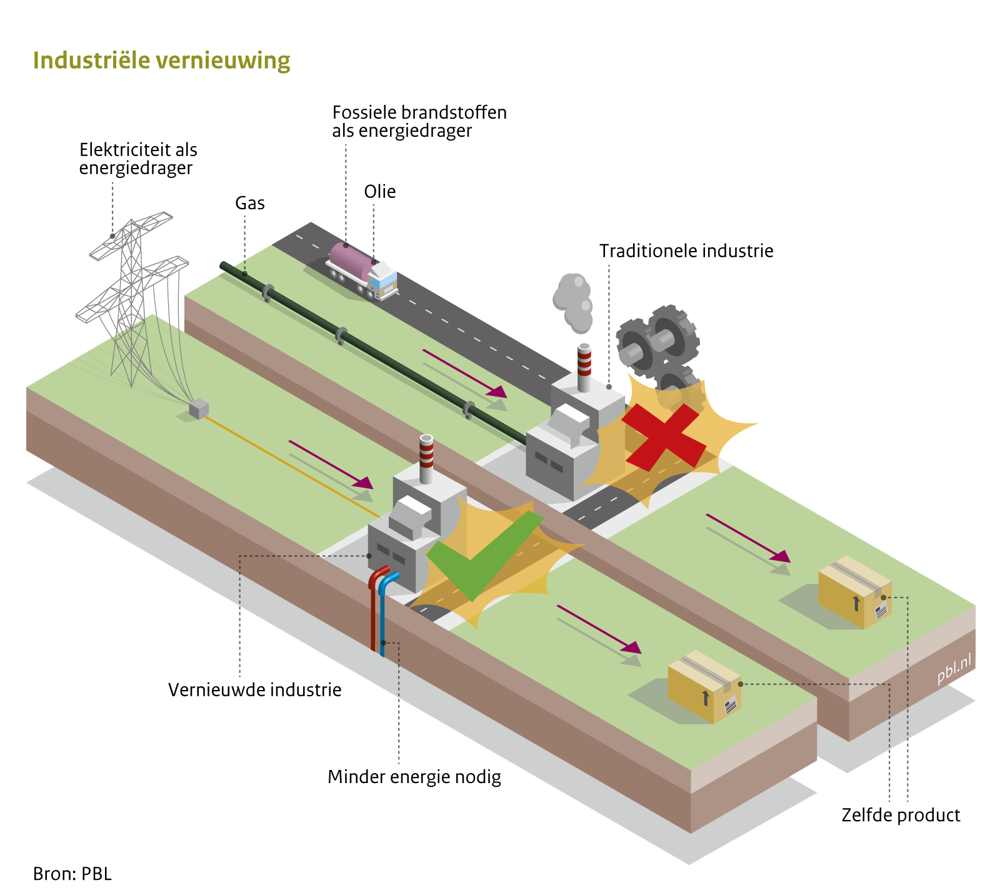 Industriële vernieuwing
Fossiele brandstoffen
als energiedrager
Elektriciteit als
energiedrager
Olie
Gas
Traditionele industrie
pbl.nl
Vernieuwde industrie
Minder energie nodig
Zelfde product
Bron: PBL